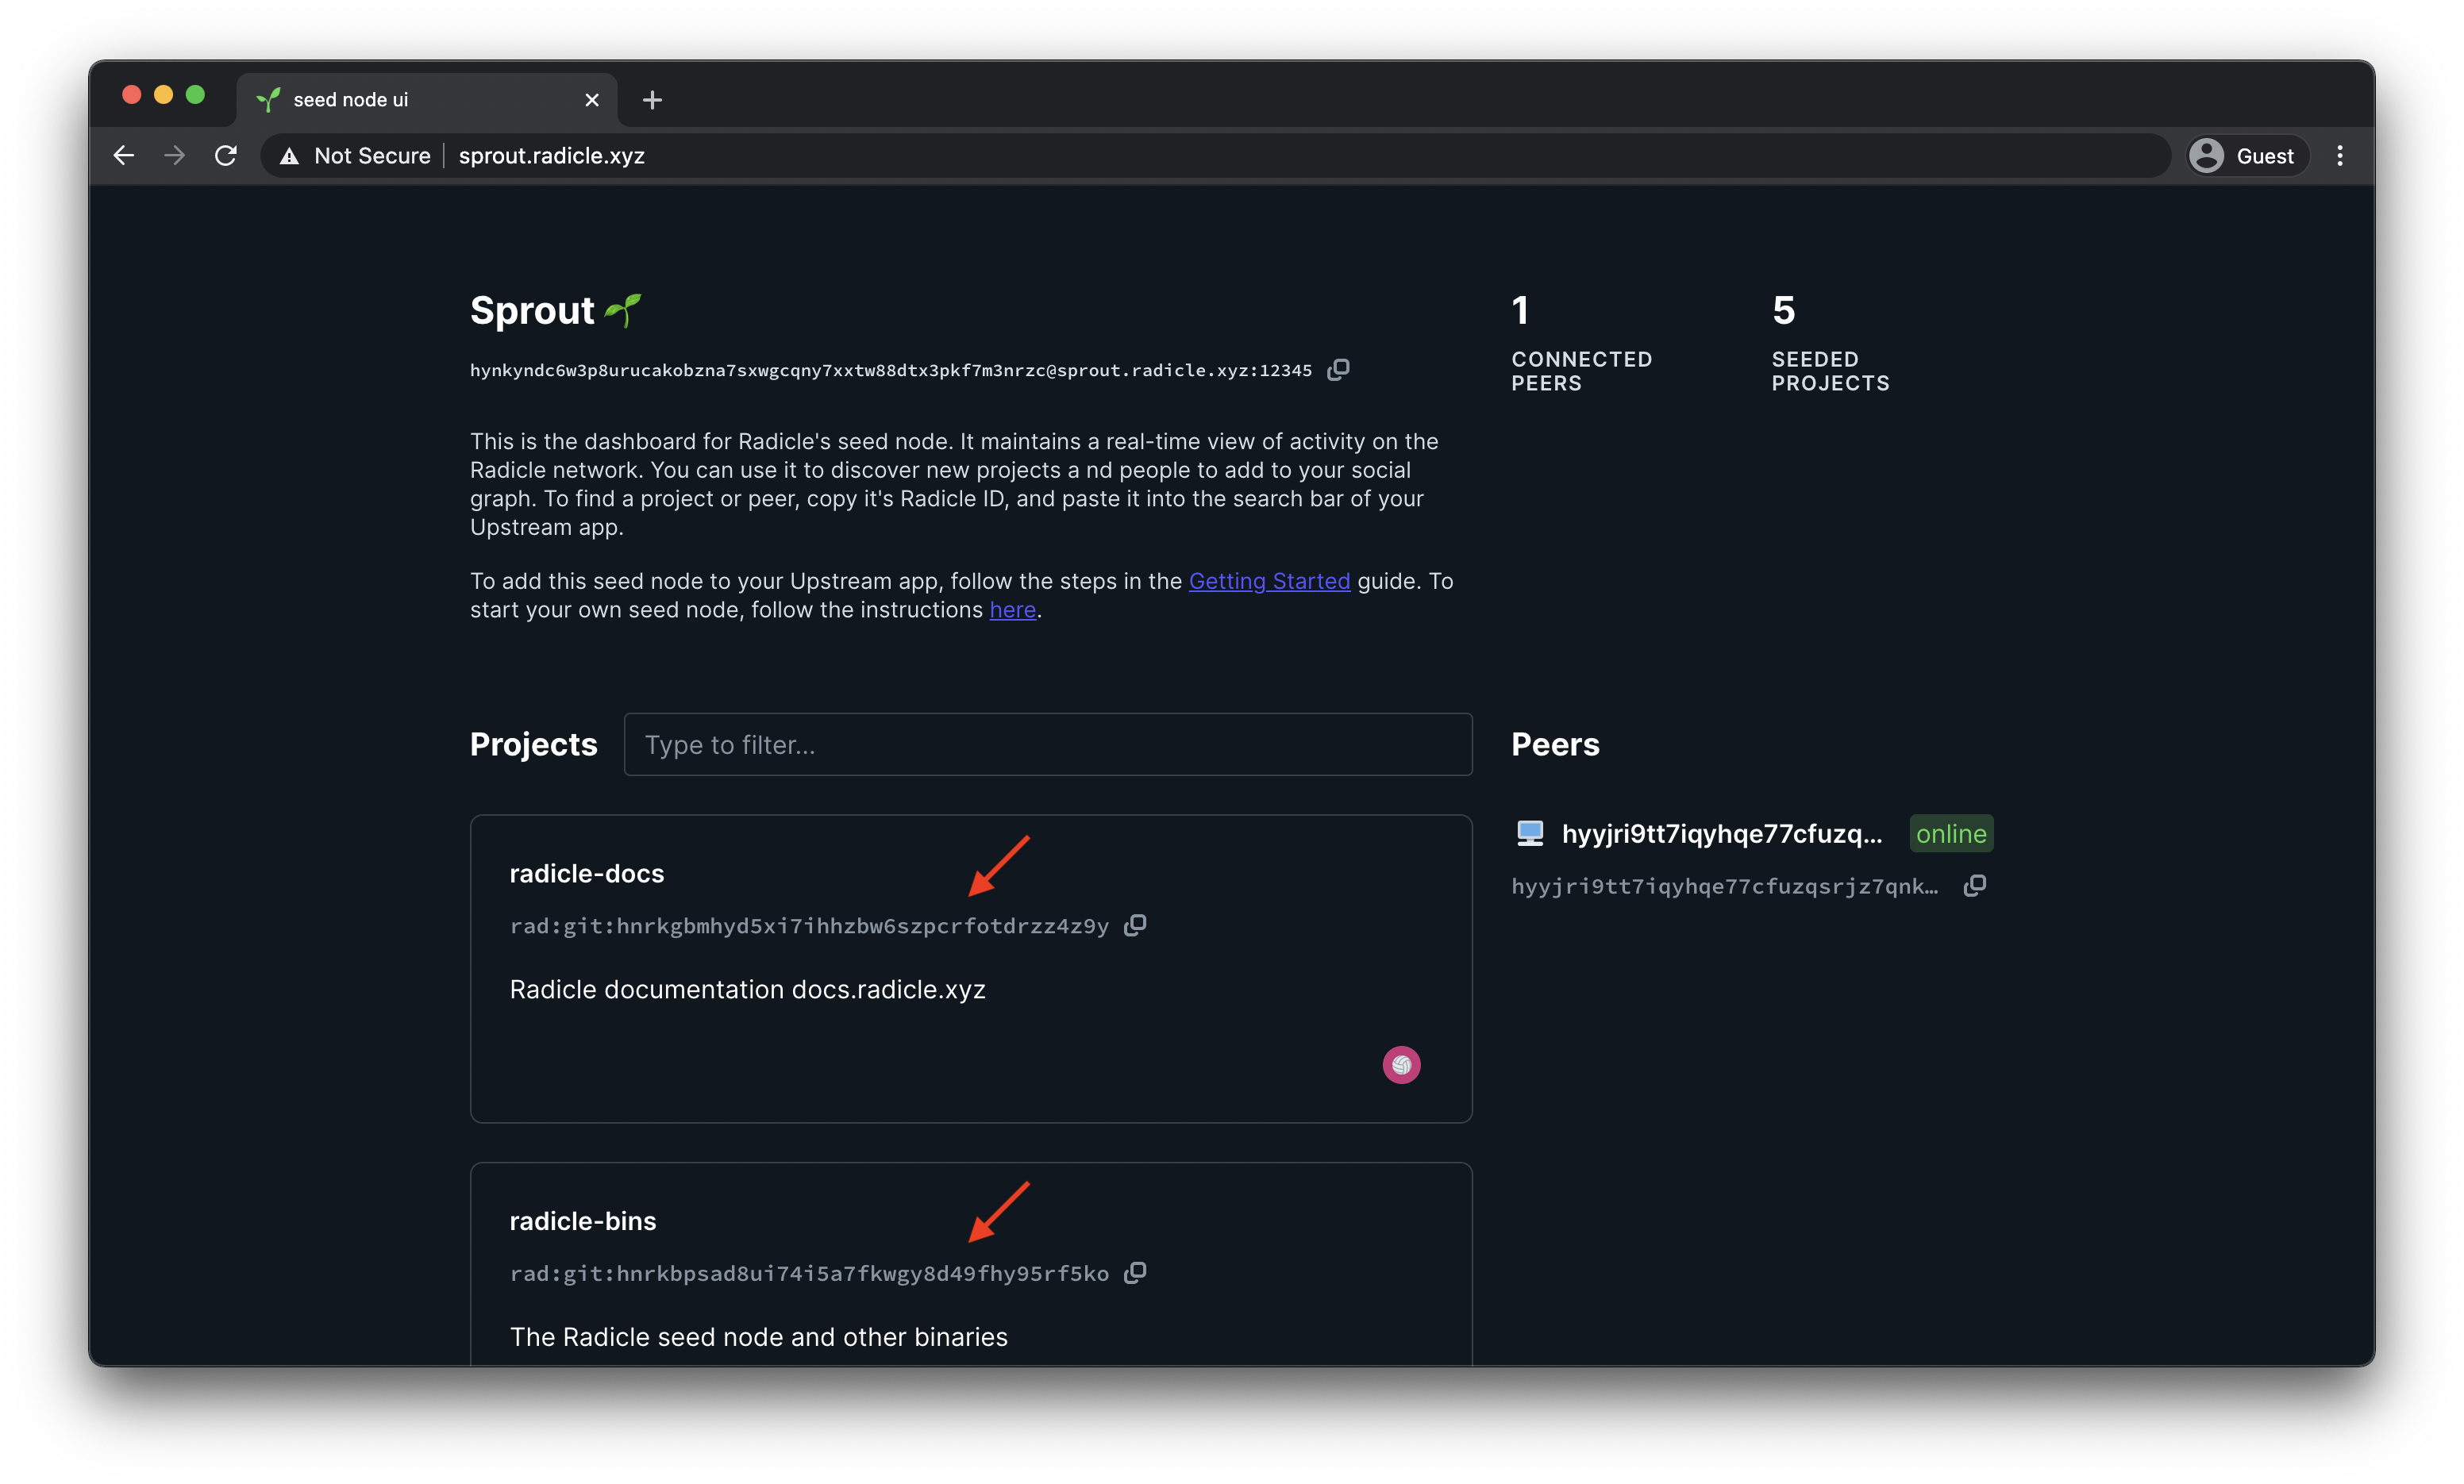 seed node ui
Not Secure
sprout.radicle.xyz
Guest
Sprout
hynkyndc6w3p8urucakobzna7sxwgcqny7xxtw88dtx3pkf7m3nrzc@sprout.radicle.xyz:12345
1
CONNECTED
PEERS
5
SEEDED
PROJECTS
This is the dashboard for Radicle's seed node. It maintains a real-time view of activity on the
Radicle network. You can use it to discover new projects a nd people to add to your social
graph. To find a project or peer, copy it's Radicle ID, and paste it into the search bar of your
Upstream app.
To add this seed node to your Upstream app, follow the steps in the Getting Started guide. To
start your own seed node, follow the instructions here.
Projects
Type to filter...
radicle-docs
rad:git:hnrkgbmhyd5xi7ihhzbw6szpcrfotdrzz4z9y
Radicle documentation docs.radicle.xyz
radicle-bins
rad:git:hnrkbpsad8ui74i5a7fkwgy8d49fhy95rf5ko
The Radicle seed node and other binaries
Peers
hyyjri9tt7iqyhqe77cfuzq...
online
hyyjri9tt7iqyhqe77cfuzqsrjz7qnk…